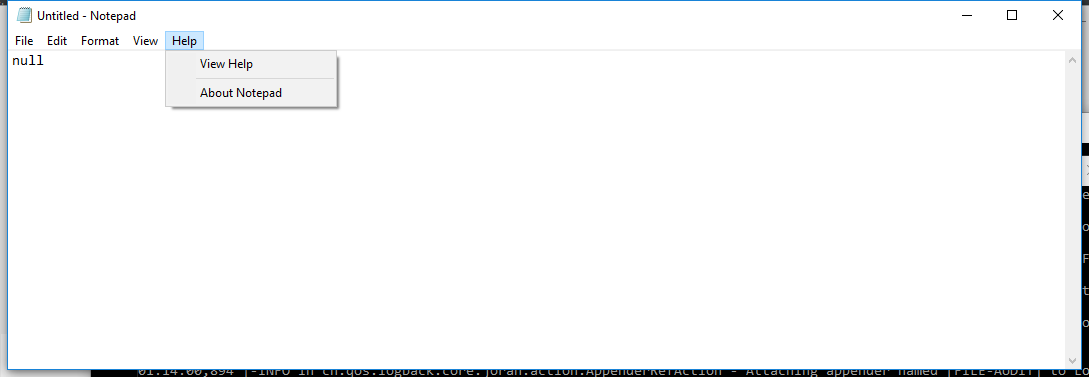 Untitled - Notepad
File Edit Format View Help
null
View Help
About Notepad
01:14:00,894 |-INFO in ch.qos.logback.core.joran.action.AppenderRefAction - Attaching appender named [FILE-AUDIT] to Lo